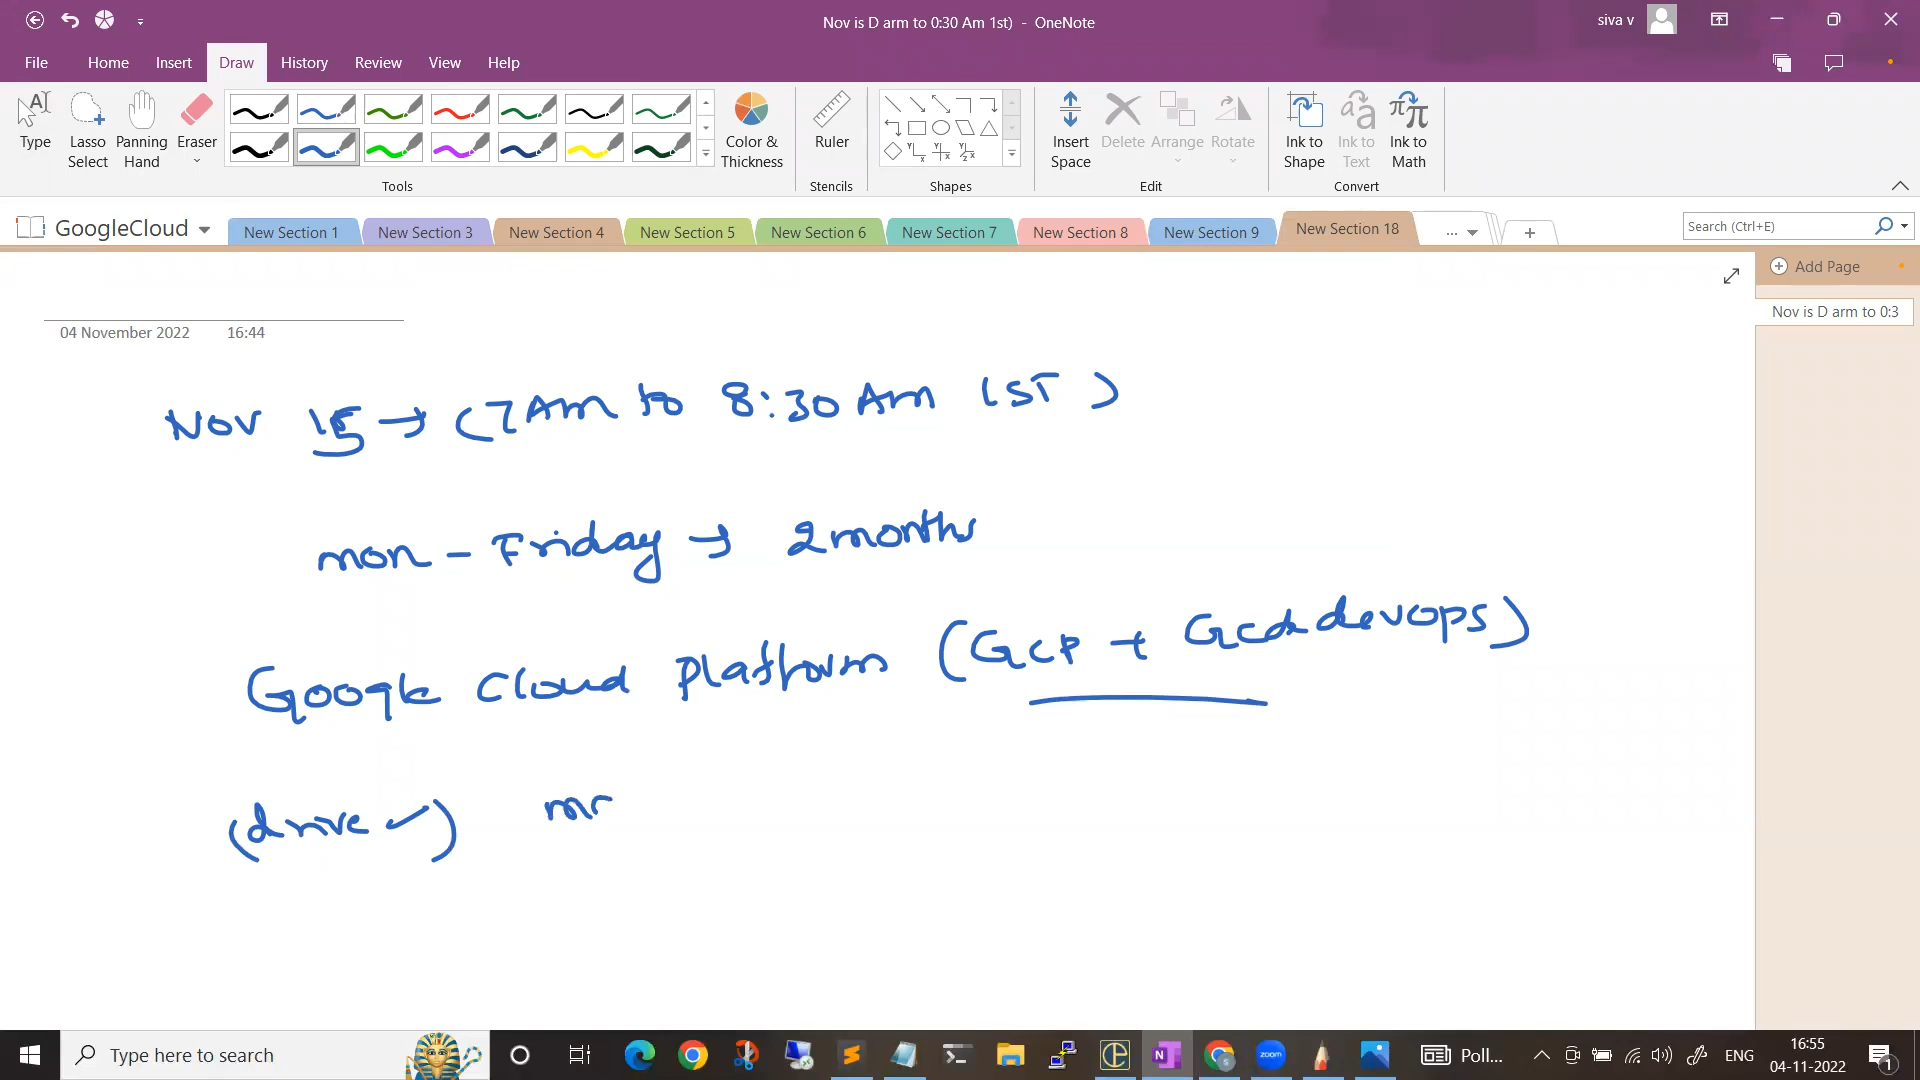 Nov is D arm to 0:30 Am 1st) - OneNote
siva v
File Home Insert Draw History Review View Help
Type
Lasso Select
Panning Hand
Eraser
Color & Thickness
Ruler
Insert Space
Delete
Arrange
Rotate
Ink to Shape
Ink to Text
Ink to Math
Tools
Stencils
Shapes
Edit
Convert
GoogleCloud
New Section 1
New Section 3
New Section 4
New Section 5
New Section 6
New Section 7
New Section 8
New Section 9
New Section 18
...
Search (Ctrl+E)
Add Page
Nov is D arm to 0:3
04 November 2022 16:44
Nov 15 → (7Am to 8:30 Am IST)
mon - Friday → 2 months
Google Cloud Platform (GCP + devops)
(drive ✓)
Type here to search
Poll...
ENG
16:55
04-11-2022
1